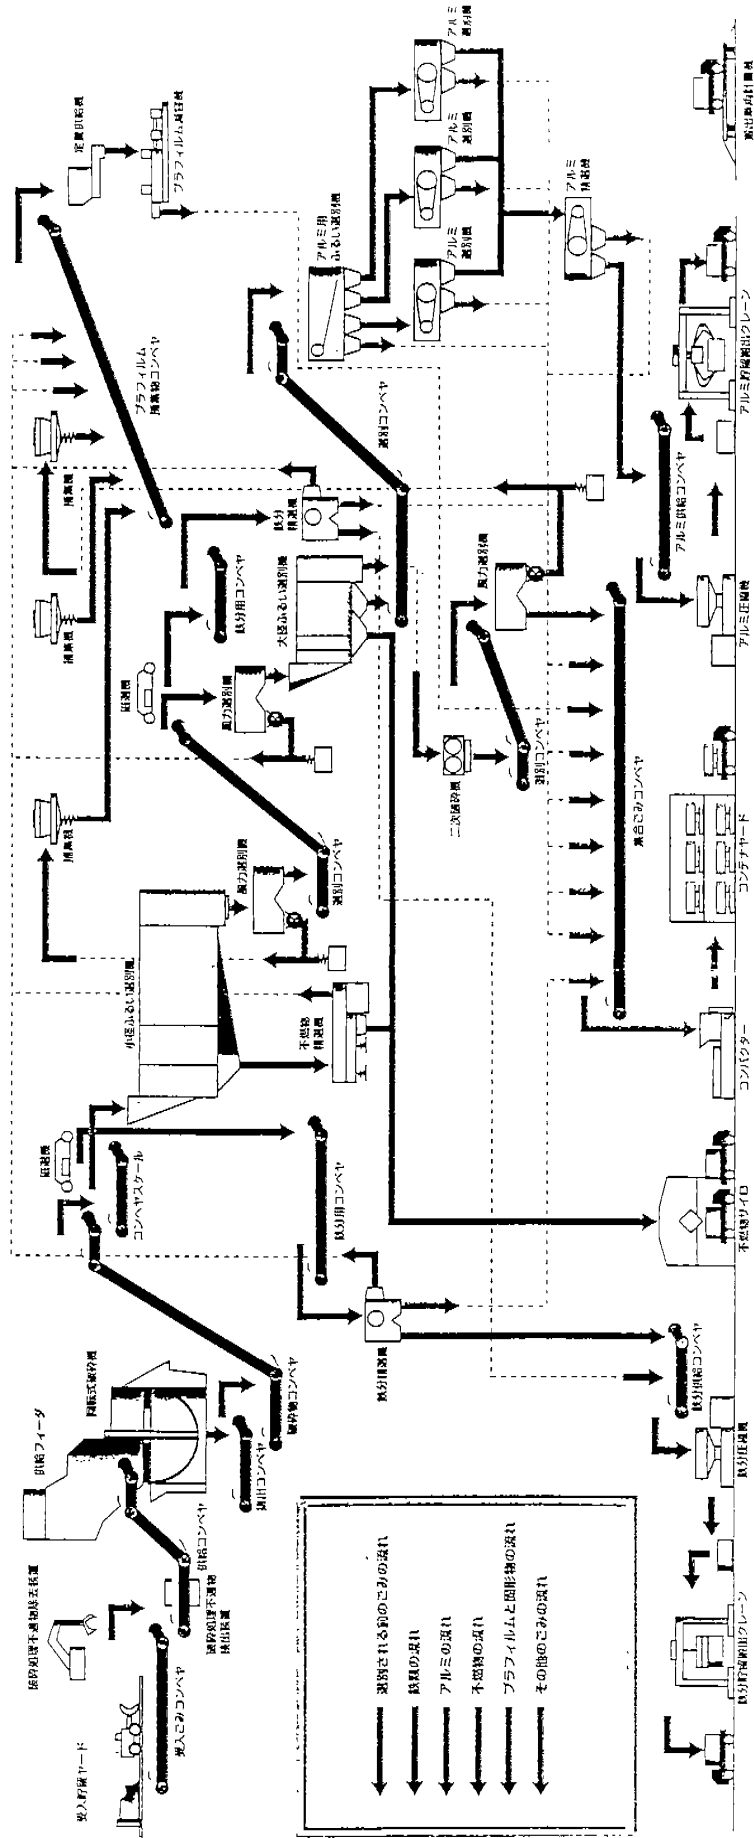 受入貯留ヤード
受入ごみコンベヤ
破砕処理不適物除去装置
破砕処理不適物
検出装置
供給コンベヤ
供給フィーダ
回転式破砕機
排出コンベヤ
破砕物コンベヤ
磁選機
コンベヤスケール
鉄分用コンベヤ
鉄分精選機
鉄分供給コンベヤ
小径ふるい選別機
不燃物
精選機
風力選別機
選別コンベヤ
捕集機
磁選機
鉄分用コンベヤ
風力選別機
大径ふるい選別機
捕集機
鉄分
精選機
捕集機
プラフィルム
捕集物コンベヤ
定量供給機
プラフィルム減容機
選別コンベヤ
アルミ用
ふるい選別機
アルミ
選別機
アルミ
選別機
アルミ
選別機
アルミ
精選機
二次破砕機
選別コンベヤ
風力選別機
集合ごみコンベヤ
アルミ供給コンベヤ
選別される前のごみの流れ
鉄類の流れ
アルミの流れ
不燃物の流れ
プラフィルムと固形物の流れ
その他のごみの流れ
鉄分貯留搬出クレーン
鉄分圧縮機
不燃物サイロ
コンパクター
コンテナヤード
アルミ圧縮機
アルミ貯留搬出クレーン
搬出車両計量機